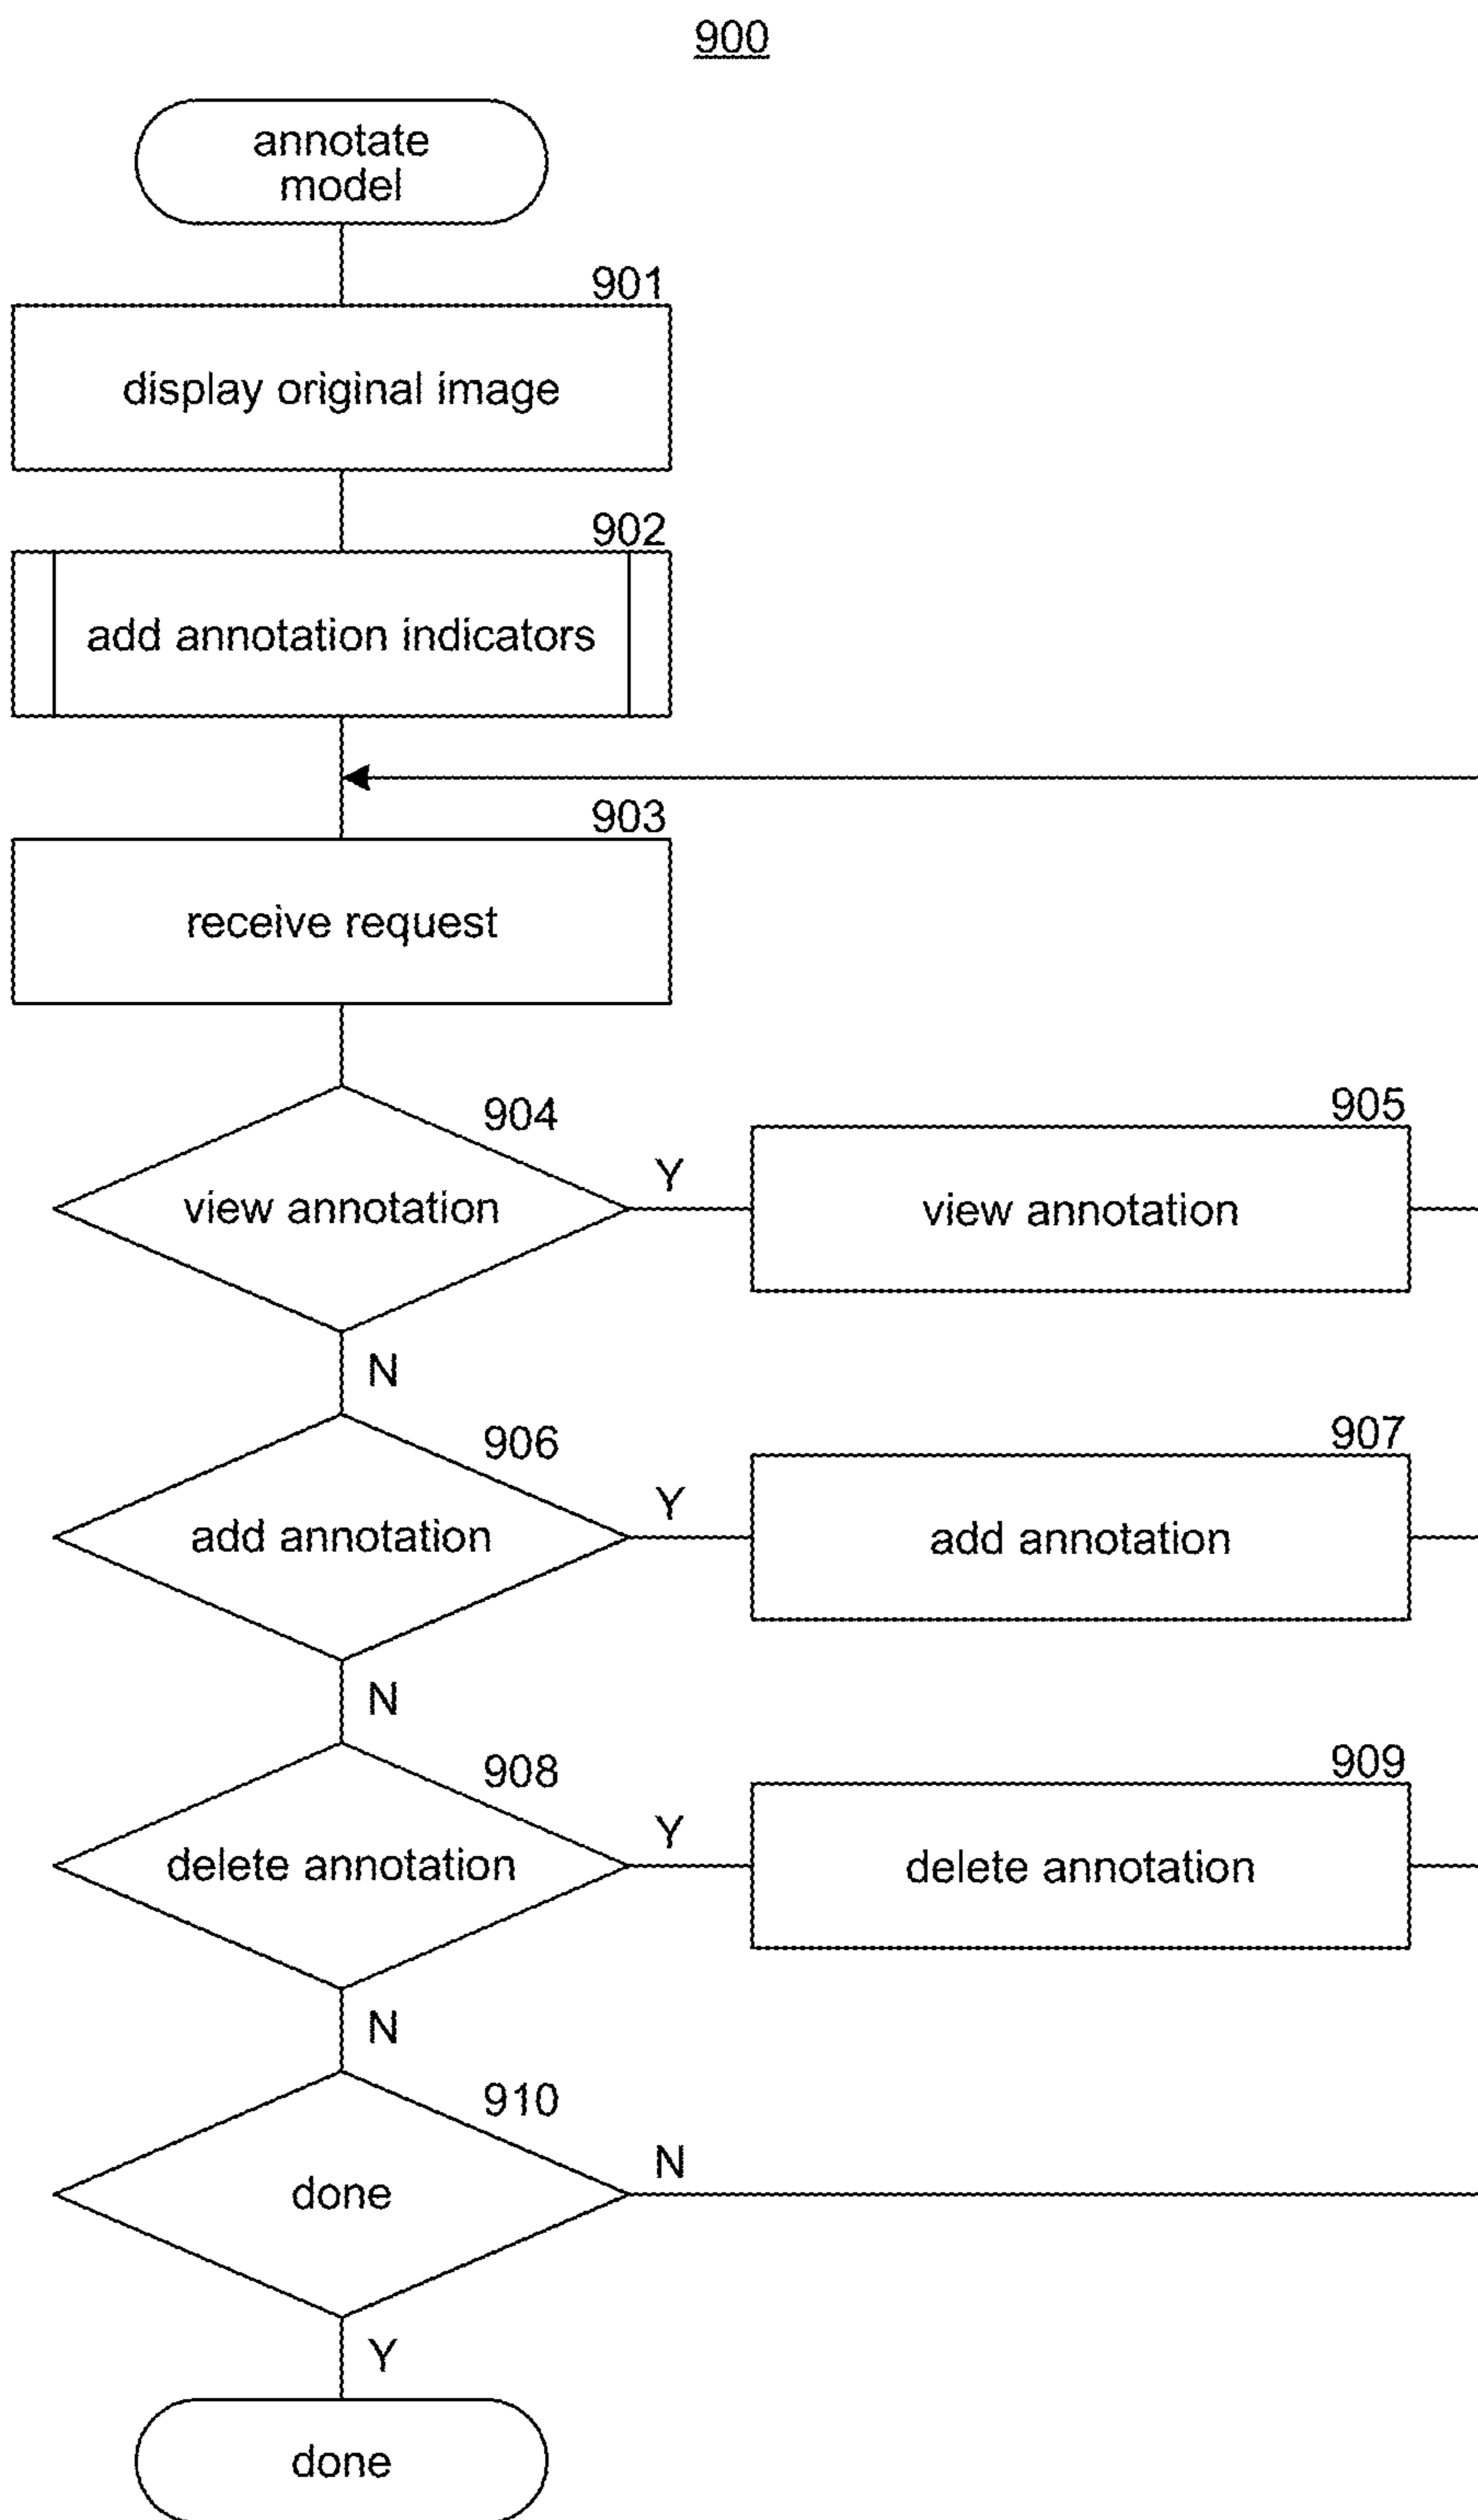 900
annotate
model
901
display original image
902
add annotation indicators
903
receive request
904
view annotation
Y
905
view annotation
N
906
add annotation
Y
907
add annotation
N
908
delete annotation
Y
909
delete annotation
N
910
done
N
Y
done